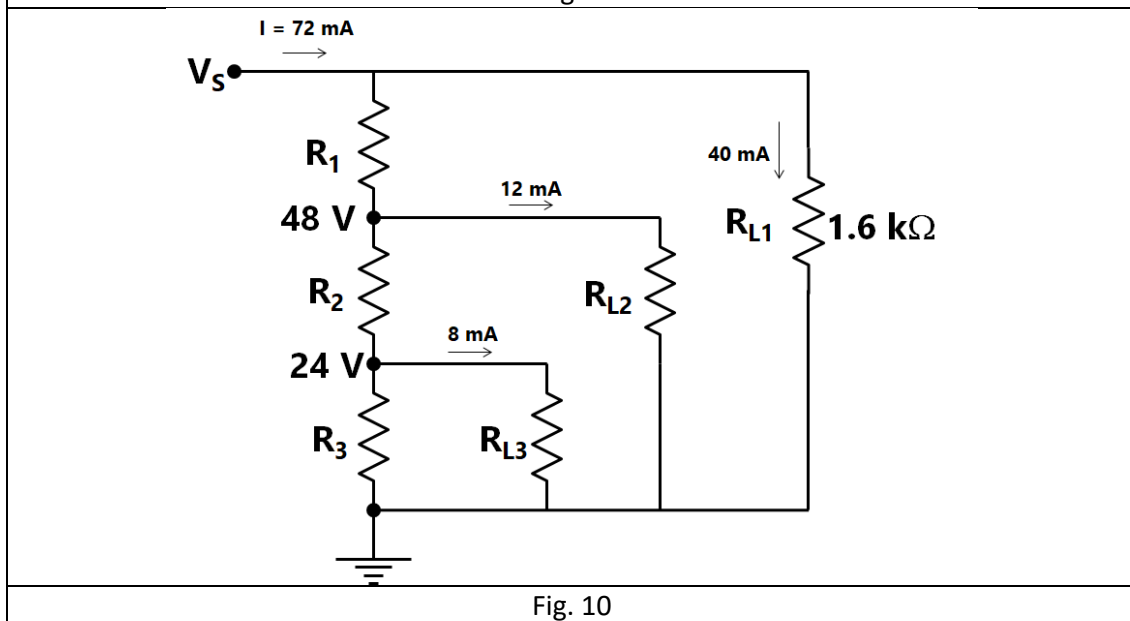 I = 72 mA
VS
R1
40 mA
12 mA
48 V
RL1
1.6 kΩ
R2
RL2
8 mA
24 V
R3
RL3
Fig. 10